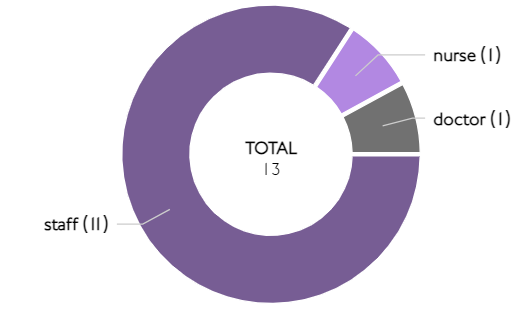 nurse (1)
doctor (1)
TOTAL
13
staff (11)